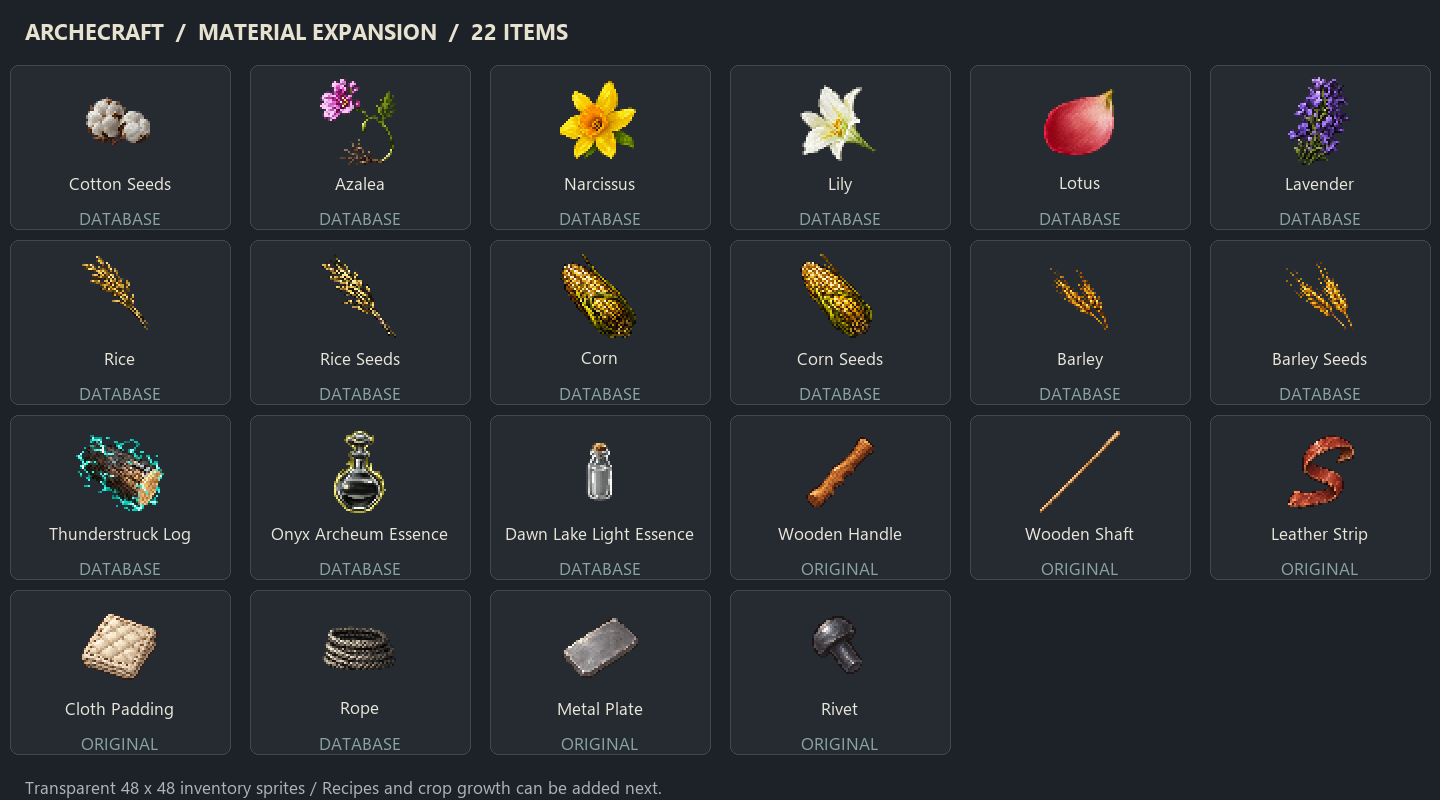 ARCHECRAFT / MATERIAL EXPANSION / 22 ITEMS
Cotton Seeds
DATABASE
Azalea
DATABASE
Narcissus
DATABASE
Lily
DATABASE
Lotus
DATABASE
Lavender
DATABASE
Rice
DATABASE
Rice Seeds
DATABASE
Corn
DATABASE
Corn Seeds
DATABASE
Barley
DATABASE
Barley Seeds
DATABASE
Thunderstruck Log
DATABASE
Onyx Archeum Essence
DATABASE
Dawn Lake Light Essence
DATABASE
Wooden Handle
ORIGINAL
Wooden Shaft
ORIGINAL
Leather Strip
ORIGINAL
Cloth Padding
ORIGINAL
Rope
DATABASE
Metal Plate
ORIGINAL
Rivet
ORIGINAL
Transparent 48 x 48 inventory sprites / Recipes and crop growth can be added next.